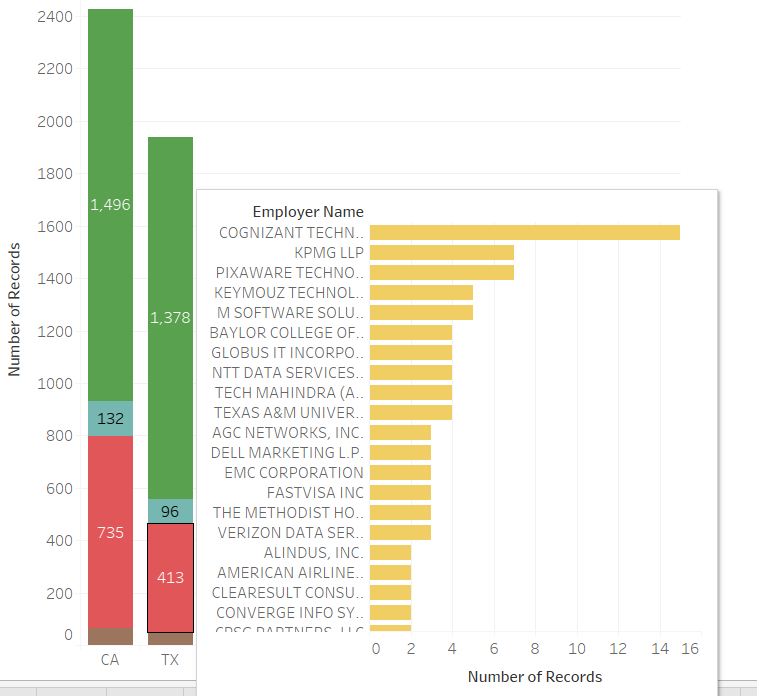 2400
2200
2000
1800
1600
1400
1200
1000
800
600
400
200
0
Number of Records
1,496
132
735
CA
1,378
96
413
TX
Employer Name
COGNIZANT TECHN..
KPMG LLP
PIXAWARE TECHNO..
KEYMOUZ TECHNOL..
M SOFTWARE SOLU..
BAYLOR COLLEGE OF..
GLOBUS IT INCORPO..
NTT DATA SERVICES..
TECH MAHINDRA (A..
TEXAS A&M UNIVER..
AGC NETWORKS, INC.
DELL MARKETING L.P.
EMC CORPORATION
FASTVISA INC
THE METHODIST HO..
VERIZON DATA SER..
ALINDUS, INC.
AMERICAN AIRLINE..
CLEARESULT CONSU..
CONVERGE INFO SY..
PARTNERS, LLC
0 2 4 6 8 10 12 14 16
Number of Records